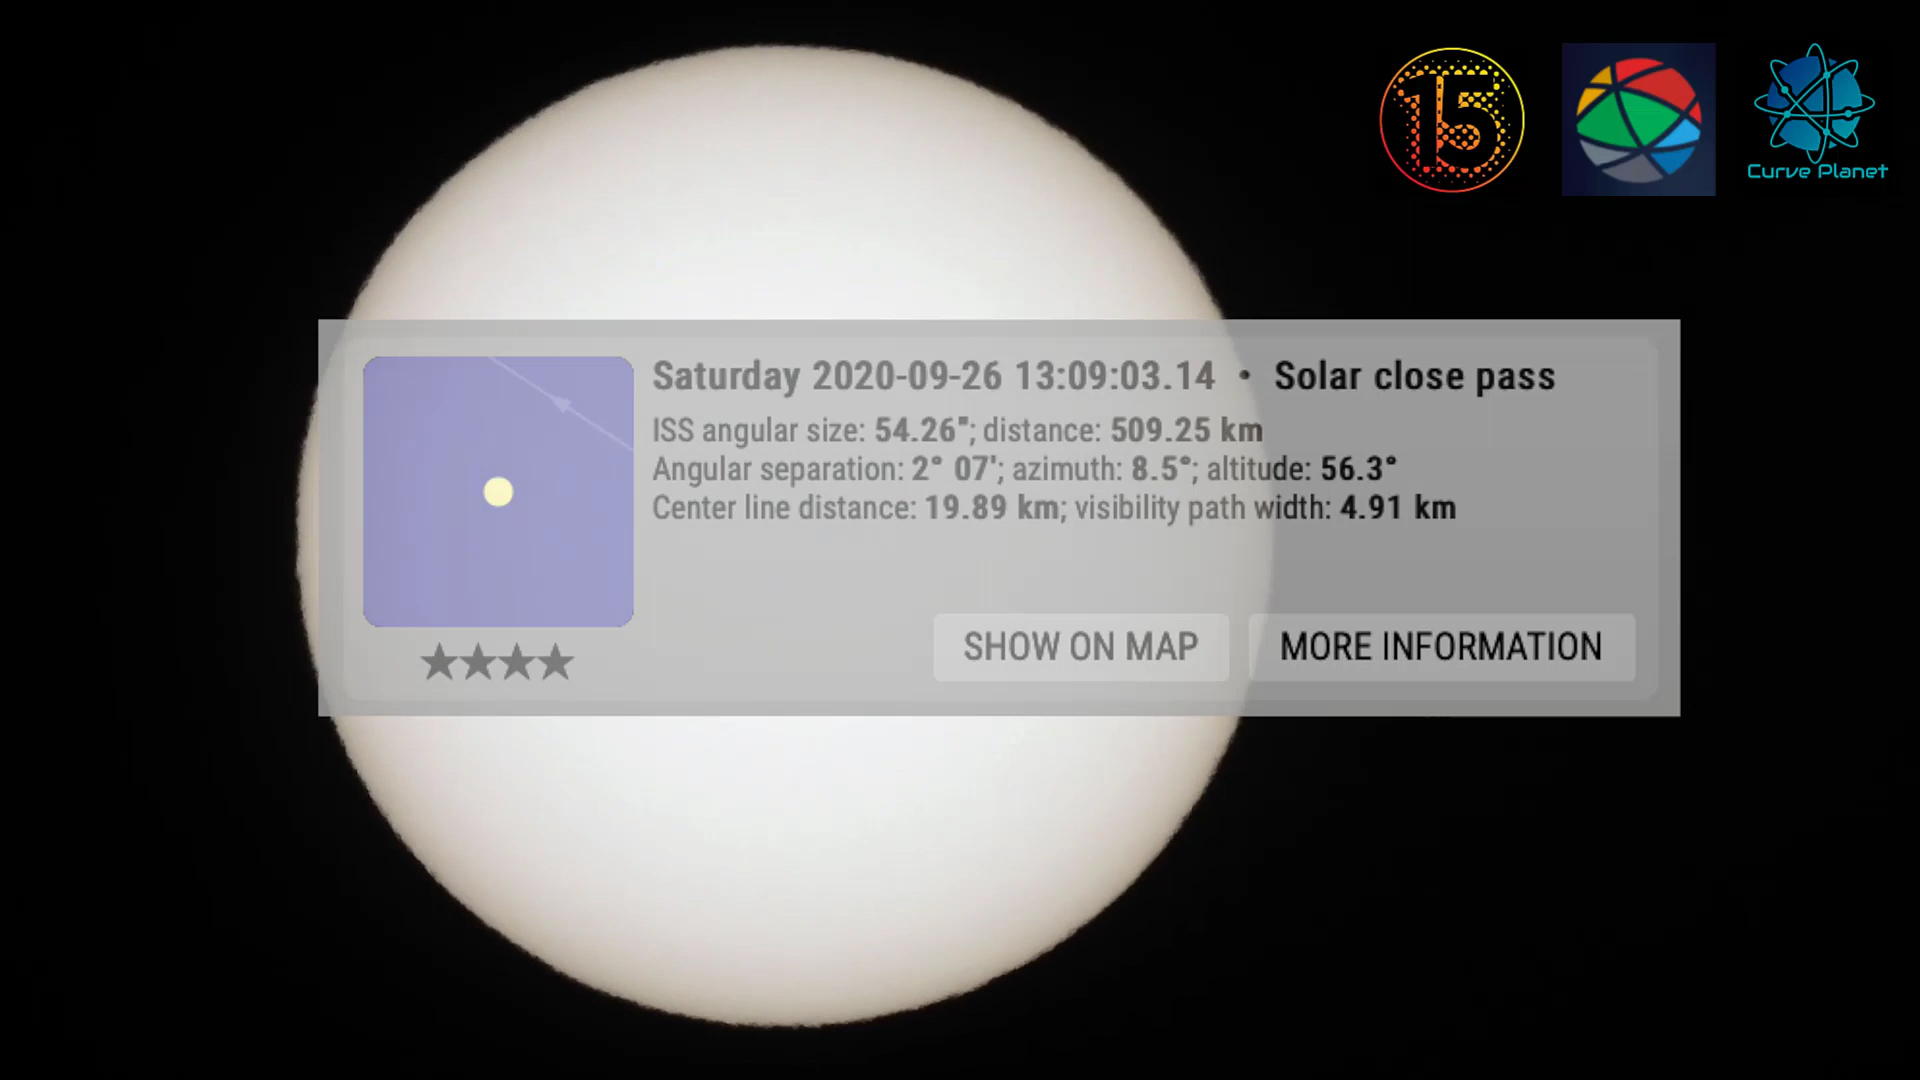 15
Curve Planet
Saturday 2020-09-26 13:09:03.14 • Solar close pass
ISS angular size: 54.26"; distance: 509.25 km
Angular separation: 2° 07'; azimuth: 8.5°; altitude: 56.3°
Center line distance: 19.89 km; visibility path width: 4.91 km
SHOW ON MAP
MORE INFORMATION